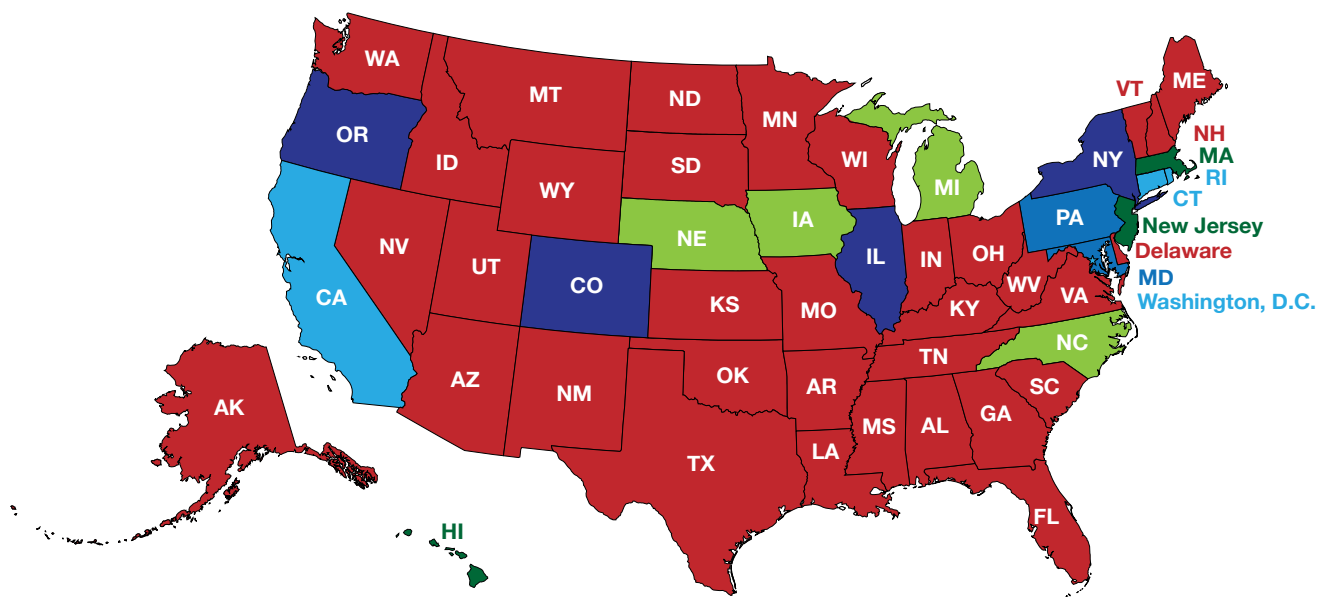 WA
MT
ND
MN
VT
ME
OR
ID
SD
WI
NH
NY
MA
WY
MI
RI
CT
PA
New Jersey
IA
NE
NV
UT
CO
IL
IN
OH
Delaware
MD
WV
VA
Washington, D.C.
CA
KS
MO
KY
NC
TN
AZ
NM
OK
AR
SC
AK
MS
AL
GA
TX
LA
FL
HI